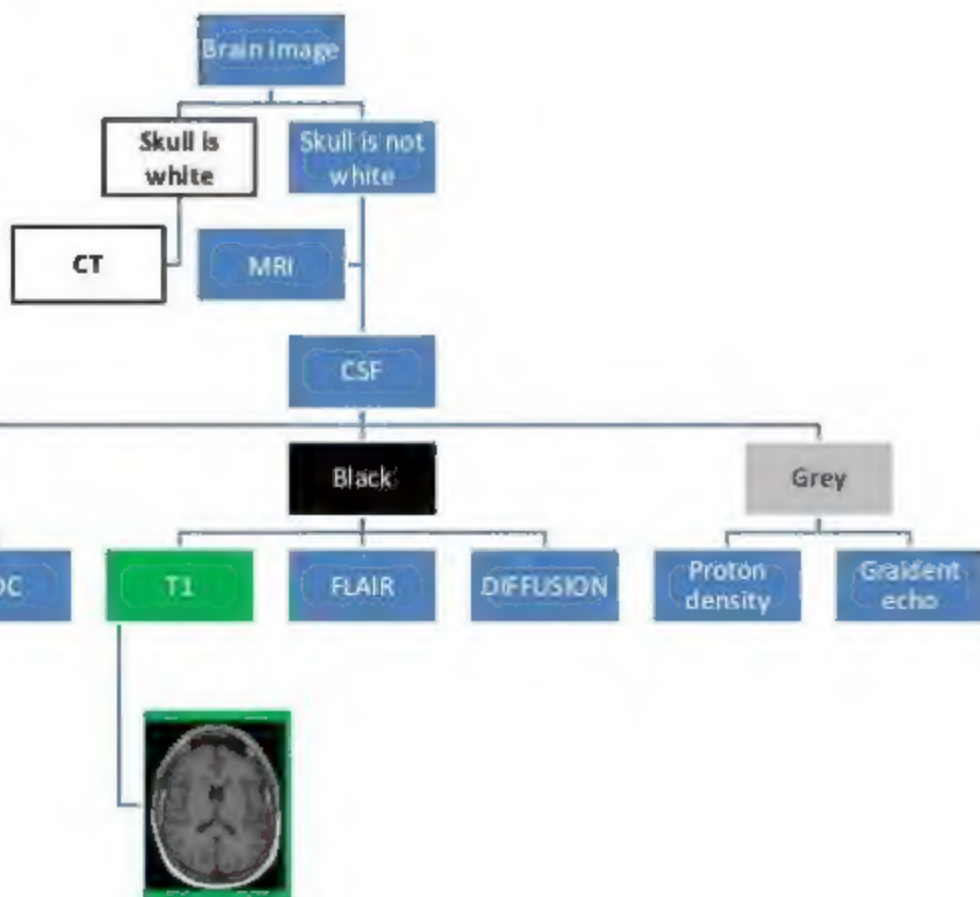 Brain Image
Skull is
white
Skull is not
white
CT
MRI
CSF
Black
Grey
DC
T1
FLAIR
DIFFUSION
Proton
density
Graident
echo